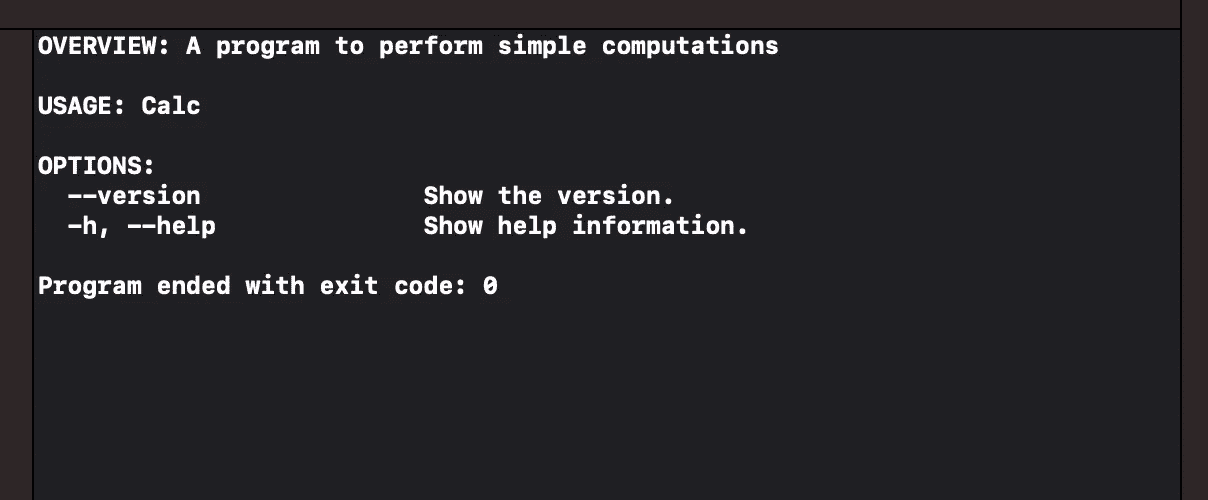 OVERVIEW: A program to perform simple computations
USAGE: Calc
OPTIONS:
--version Show the version.
-h, --help Show help information.
Program ended with exit code: 0